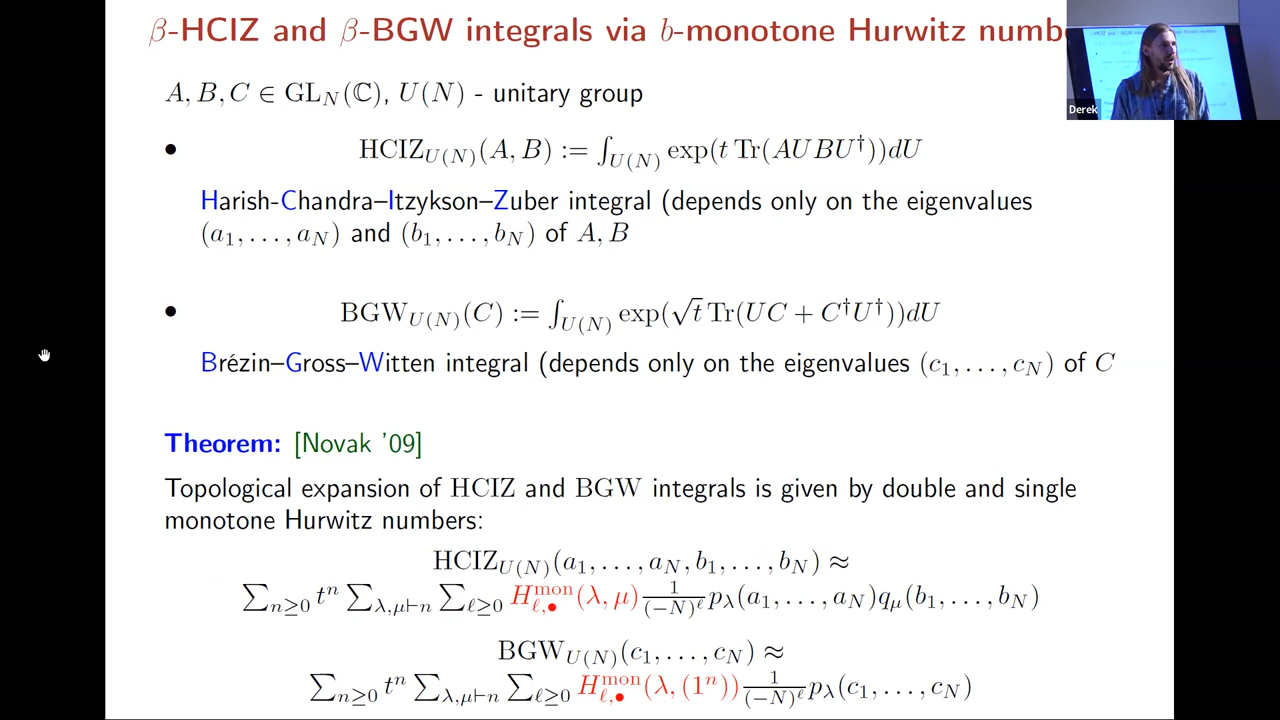 β-HCIZ and β-BGW integrals via b-monotone Hurwitz numbe
Derek
A, B, C ∈ GL_N(ℂ), U(N) - unitary group
• HCIZ_{U(N)}(A, B) := ∫_{U(N)} exp(t Tr(AUBU†))dU
Harish-Chandra–Itzykson–Zuber integral (depends only on the eigenvalues
(a_1, . . . , a_N) and (b_1, . . . , b_N) of A, B
• BGW_{U(N)}(C) := ∫_{U(N)} exp(√t Tr(UC + C†U†))dU
Brézin–Gross–Witten integral (depends only on the eigenvalues (c_1, . . . , c_N) of C
Theorem: [Novak '09]
Topological expansion of HCIZ and BGW integrals is given by double and single
monotone Hurwitz numbers:
HCIZ_{U(N)}(a_1, . . . , a_N, b_1, . . . , b_N) ≈
∑_{n≥0} t^n ∑_{λ,μ⊢n} ∑_{ℓ≥0} H^{mon}_{ℓ,•}(λ, μ) 1/(−N)^ℓ p_λ(a_1, . . . , a_N)q_μ(b_1, . . . , b_N)
BGW_{U(N)}(c_1, . . . , c_N) ≈
∑_{n≥0} t^n ∑_{λ,μ⊢n} ∑_{ℓ≥0} H^{mon}_{ℓ,•}(λ, (1^n)) 1/(−N)^ℓ p_λ(c_1, . . . , c_N)